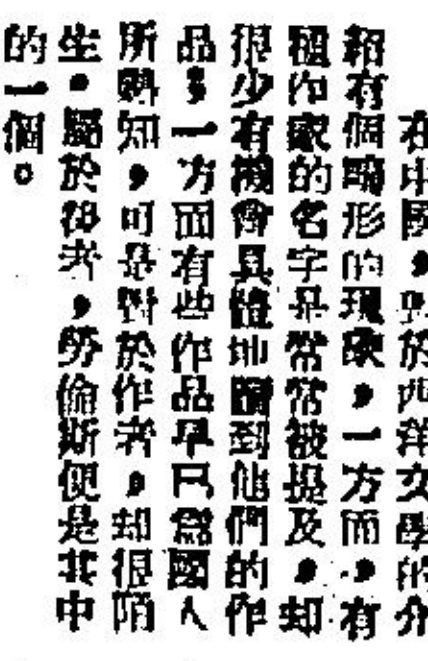 在中國，對於西洋文學的介
紹有個畸形的現象，一方面，有
種作家的名字是常常被提及，却
很少有機會具體地讀到他們的作
品，一方面有些作品早已爲國人
所熟知，可是對於作者，却很陌
生。屬於後者，勞倫斯便是其中
的一個。